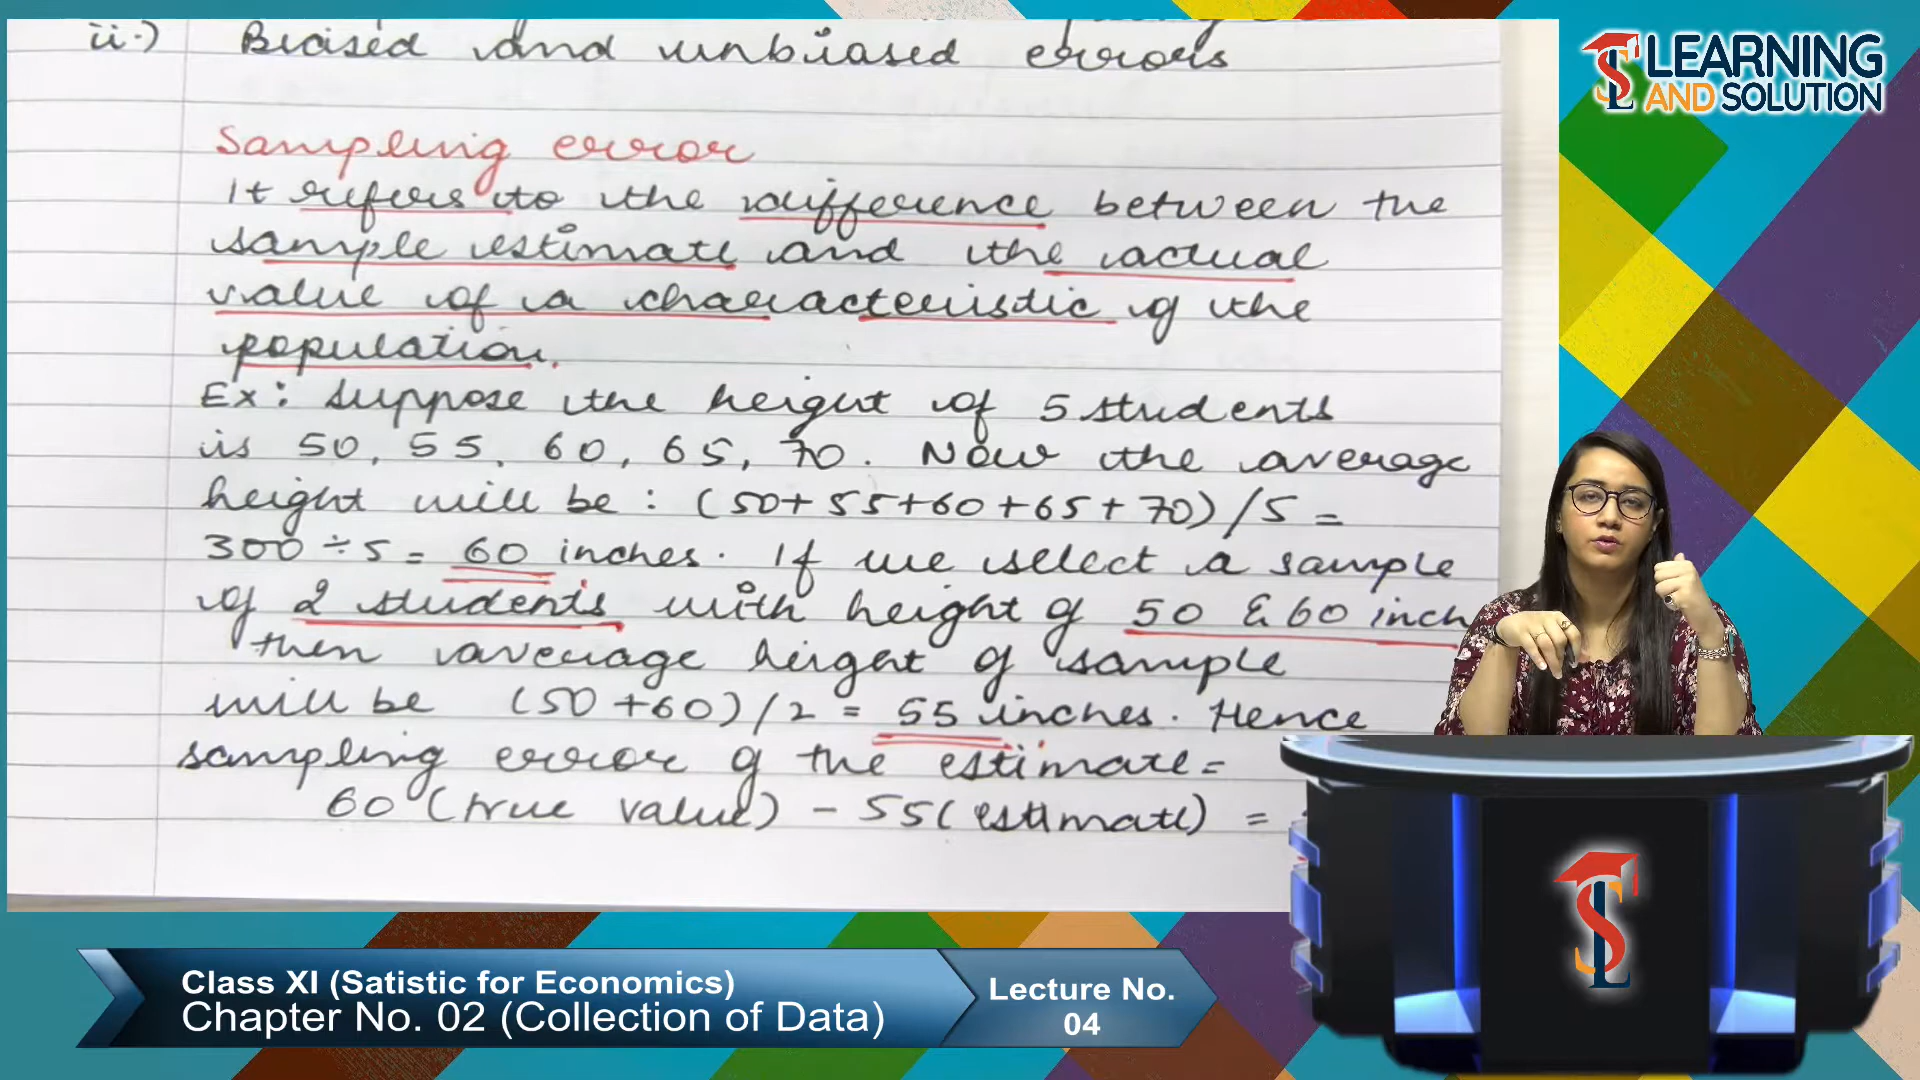 ii.) Biased and unbiased errors
Sampling error
It refers to the difference between the
sample estimate and the actual
value of a characteristic of the
population.
Ex: Suppose the height of 5 students
is 50, 55, 60, 65, 70. Now the average
height will be: (50+55+60+65+70)/5 =
300÷5 = 60 inches. If we select a sample
of 2 students with height of 50 & 60 inch
then average height of sample
will be (50+60)/2 = 55 inches. Hence
sampling error of the estimate=
60 (true value) - 55(estimate) =
LEARNING
AND SOLUTION
Class XI (Satistic for Economics)
Chapter No. 02 (Collection of Data)
Lecture No.
04